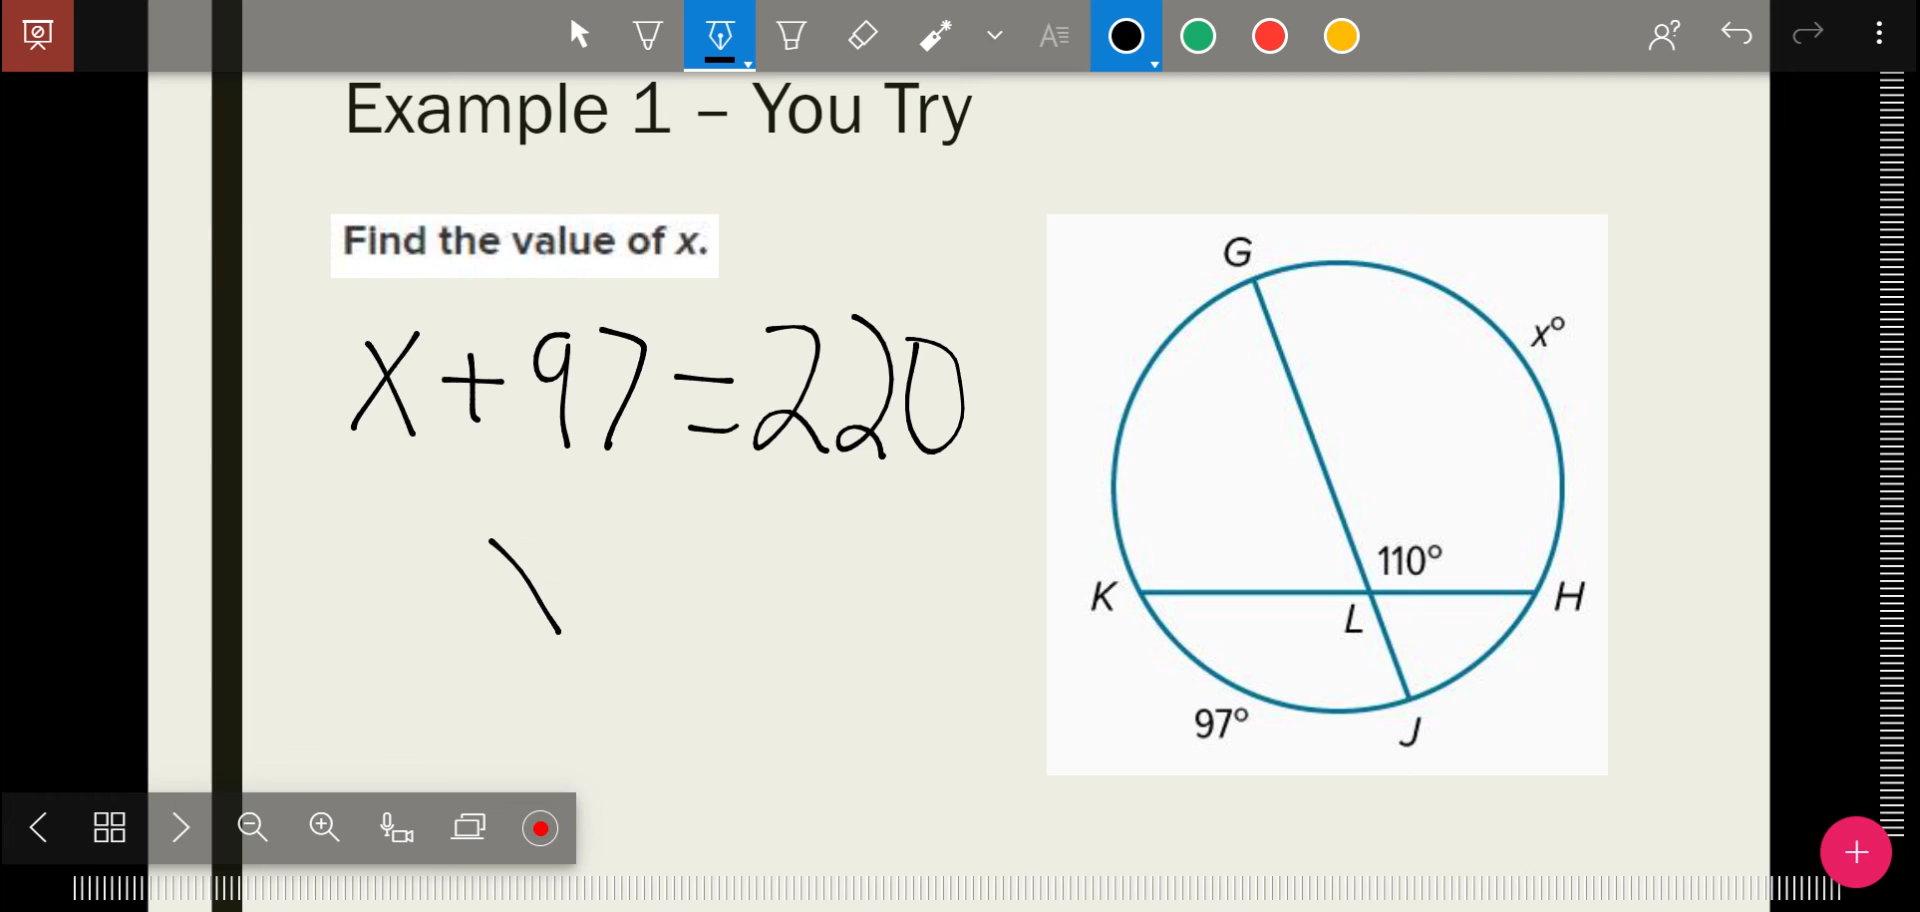 Example 1 – You Try
Find the value of x.
x+97=220
G
x°
110°
K
L
H
97°
J